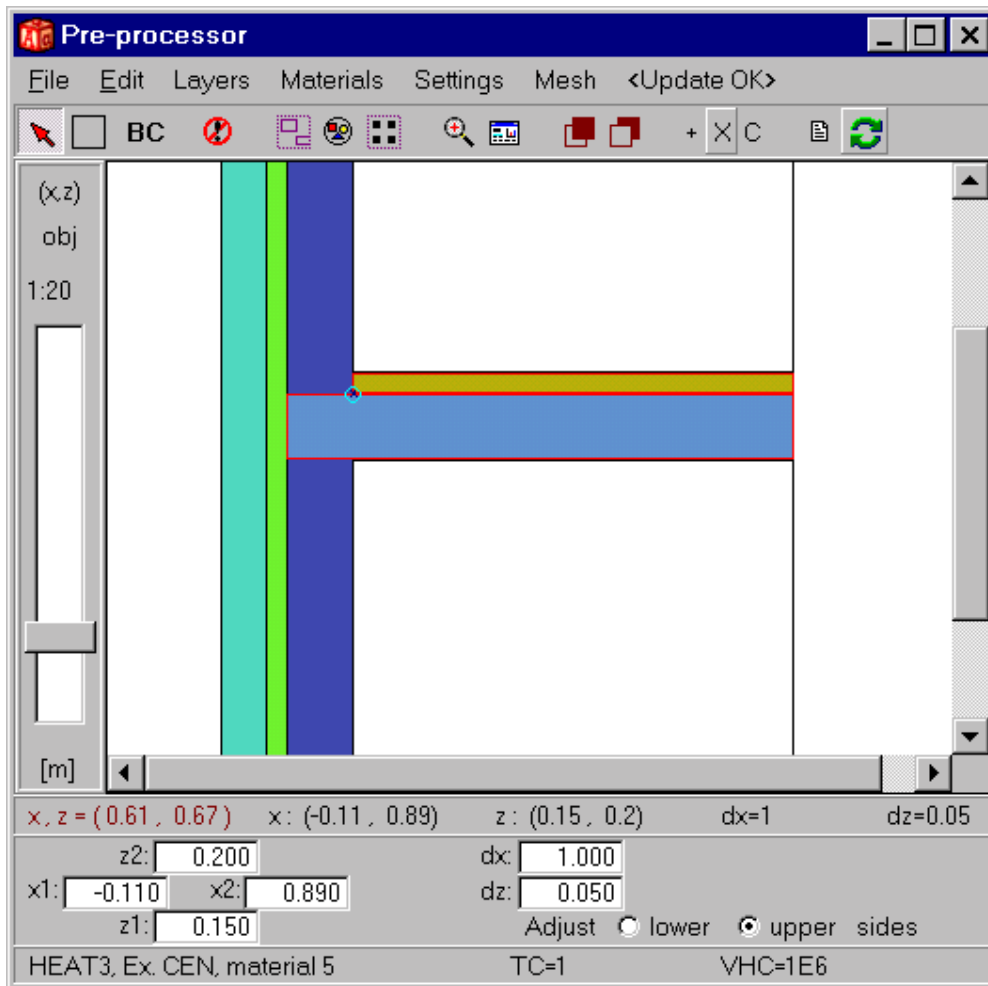 Pre-processor
File Edit Layers Materials Settings Mesh <Update OK>
BC + X C
(x,z)
obj
1:20
[m]
x, z = ( 0.61 , 0.67 ) x : (-0.11 , 0.89) z : (0.15 , 0.2) dx=1 dz=0.05
z2: 0.200 dx: 1.000
x1: -0.110 x2: 0.890 dz: 0.050
z1: 0.150 Adjust lower upper sides
HEAT3, Ex. CEN, material 5 TC=1 VHC=1E6